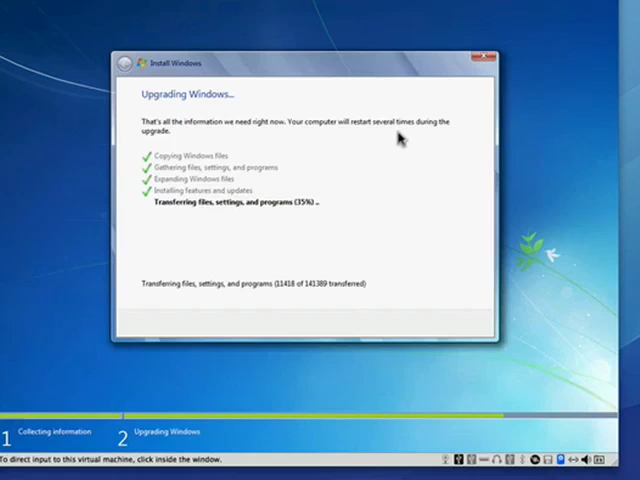 Install Windows
Upgrading Windows...
That's all the information we need right now. Your computer will restart several times during the
upgrade.
Copying Windows files
Gathering files, settings, and programs
Expanding Windows files
Installing features and updates
Transferring files, settings, and programs (35%) ..
Transferring files, settings, and programs (11418 of 141389 transferred)
1 Collecting information 2 Upgrading Windows
To direct input to this virtual machine, click inside the window.